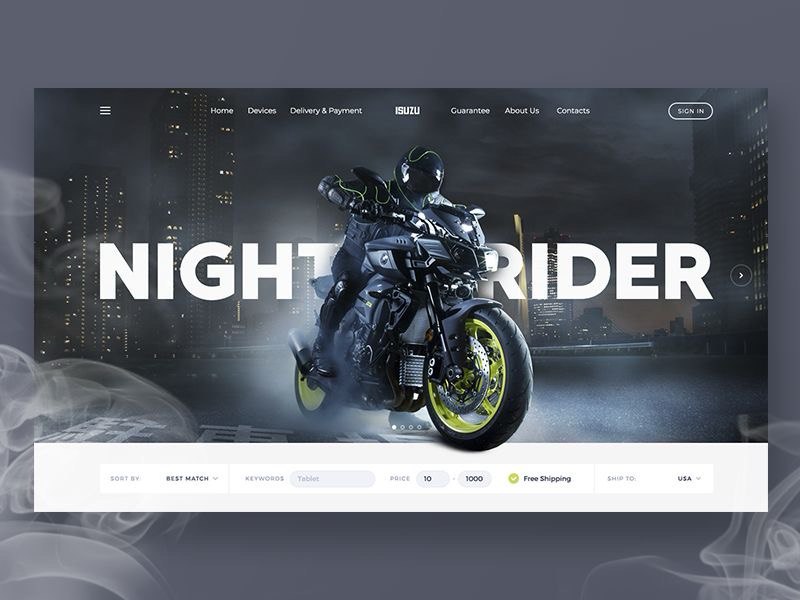 Home Devices Delivery & Payment ISUZU Guarantee About Us Contacts SIGN IN
NIGHT RIDER
SORT BY: BEST MATCH KEYWORDS Tablet PRICE 10 - 1000 Free Shipping SHIP TO: USA